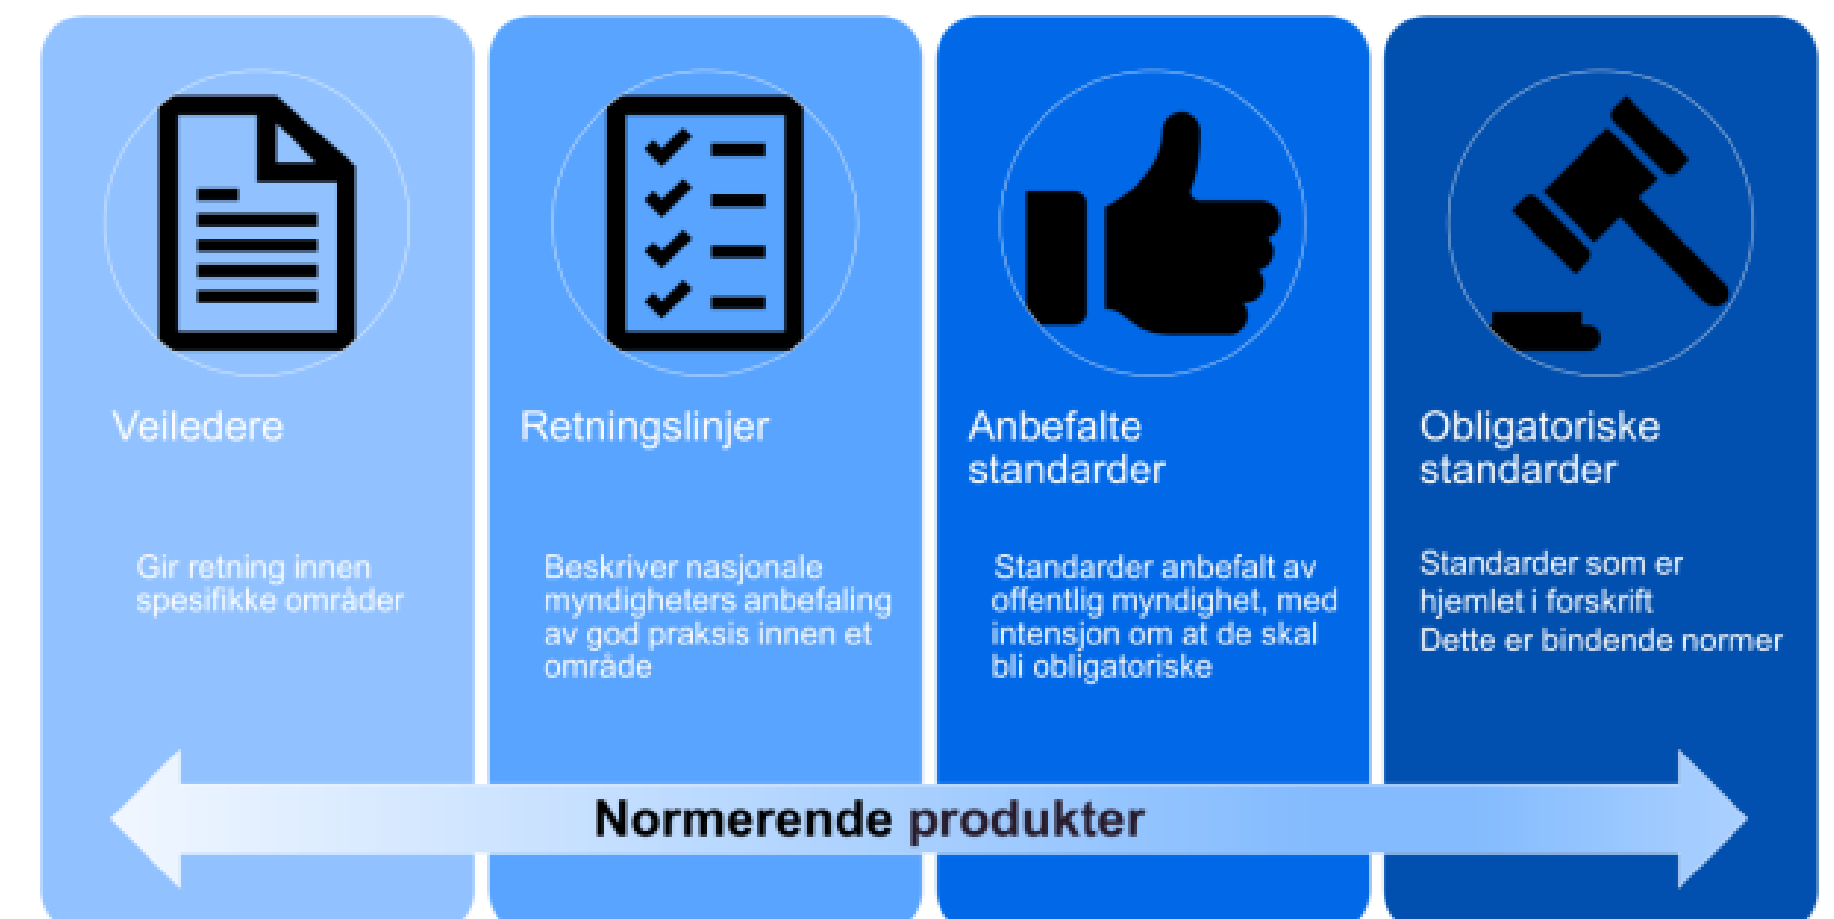 Veiledere
Gir retning innen
spesifikke områder
Retningslinjer
Beskriver nasjonale
myndigheters anbefaling
av god praksis innen et
område
Anbefalte
standarder
Standarder anbefalt av
offentlig myndighet, med
intensjon om at de skal
bli obligatoriske
Obligatoriske
standarder
Standarder som er
hjemlet i forskrift
Dette er bindende normer
Normerende produkter